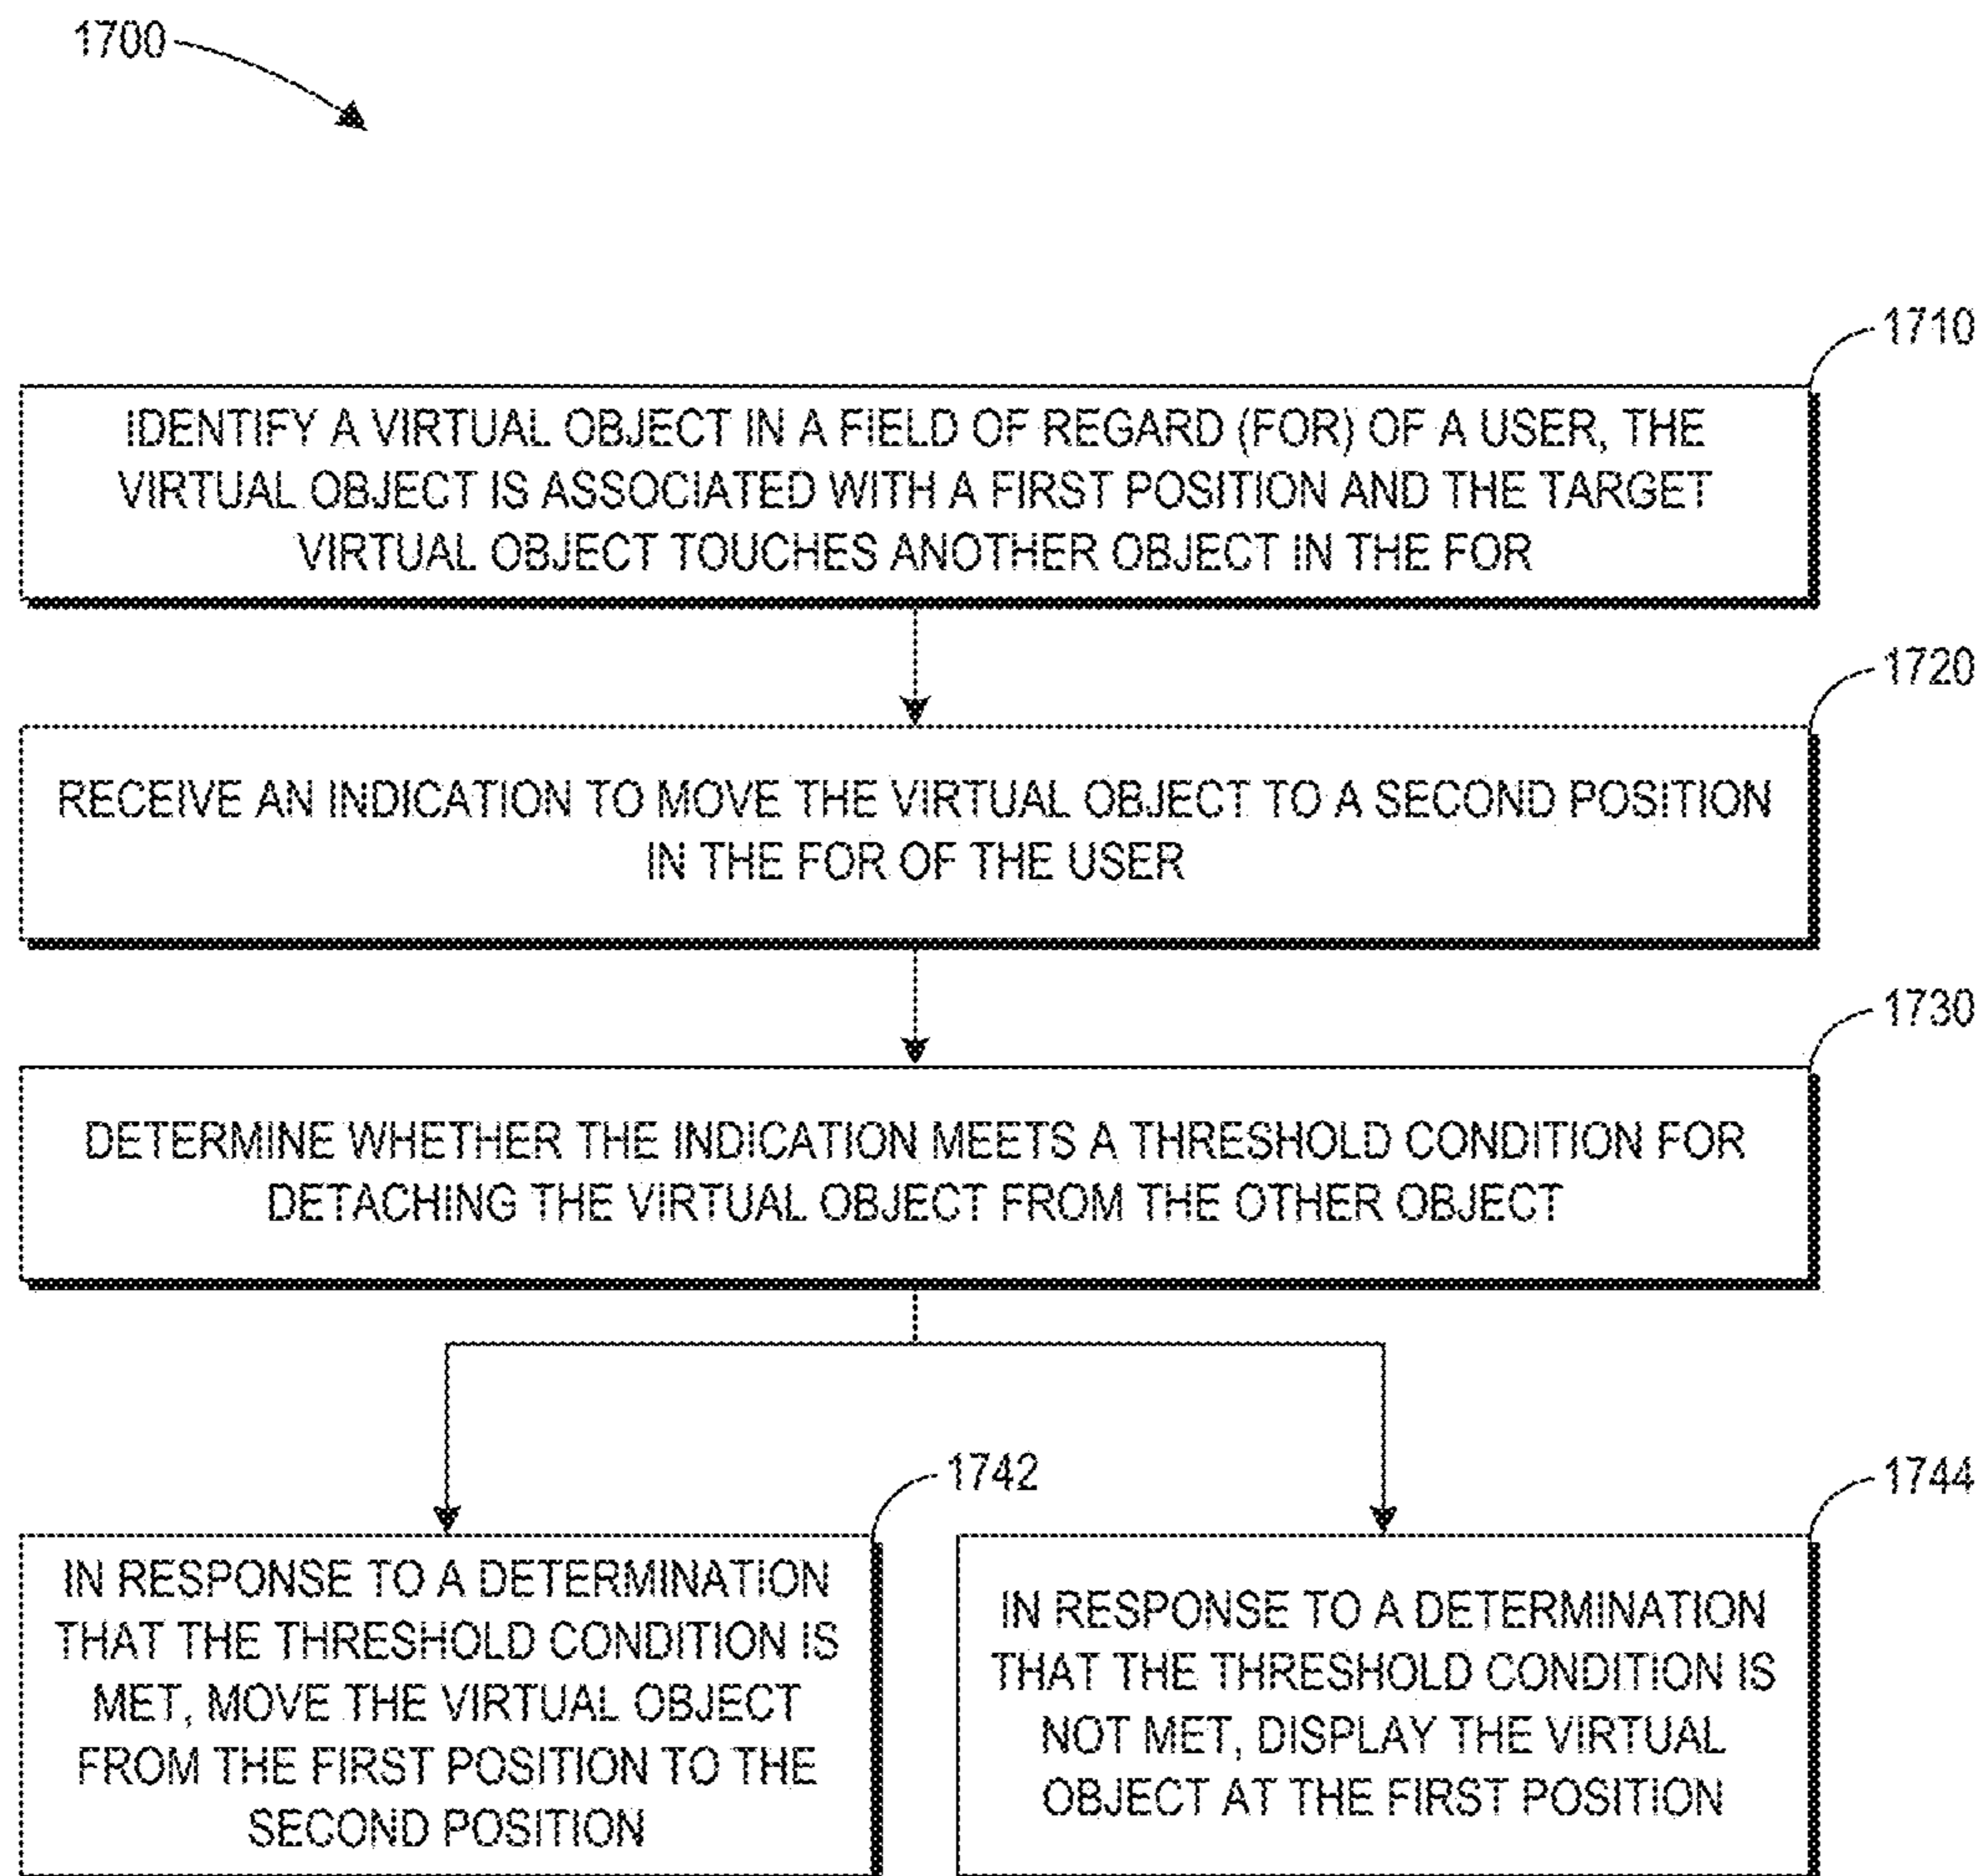 1700
1710
IDENTIFY A VIRTUAL OBJECT IN A FIELD OF REGARD (FOR) OF A USER, THE
VIRTUAL OBJECT IS ASSOCIATED WITH A FIRST POSITION AND THE TARGET
VIRTUAL OBJECT TOUCHES ANOTHER OBJECT IN THE FOR
1720
RECEIVE AN INDICATION TO MOVE THE VIRTUAL OBJECT TO A SECOND POSITION
IN THE FOR OF THE USER
1730
DETERMINE WHETHER THE INDICATION MEETS A THRESHOLD CONDITION FOR
DETACHING THE VIRTUAL OBJECT FROM THE OTHER OBJECT
1742
IN RESPONSE TO A DETERMINATION
THAT THE THRESHOLD CONDITION IS
MET, MOVE THE VIRTUAL OBJECT
FROM THE FIRST POSITION TO THE
SECOND POSITION
1744
IN RESPONSE TO A DETERMINATION
THAT THE THRESHOLD CONDITION IS
NOT MET, DISPLAY THE VIRTUAL
OBJECT AT THE FIRST POSITION